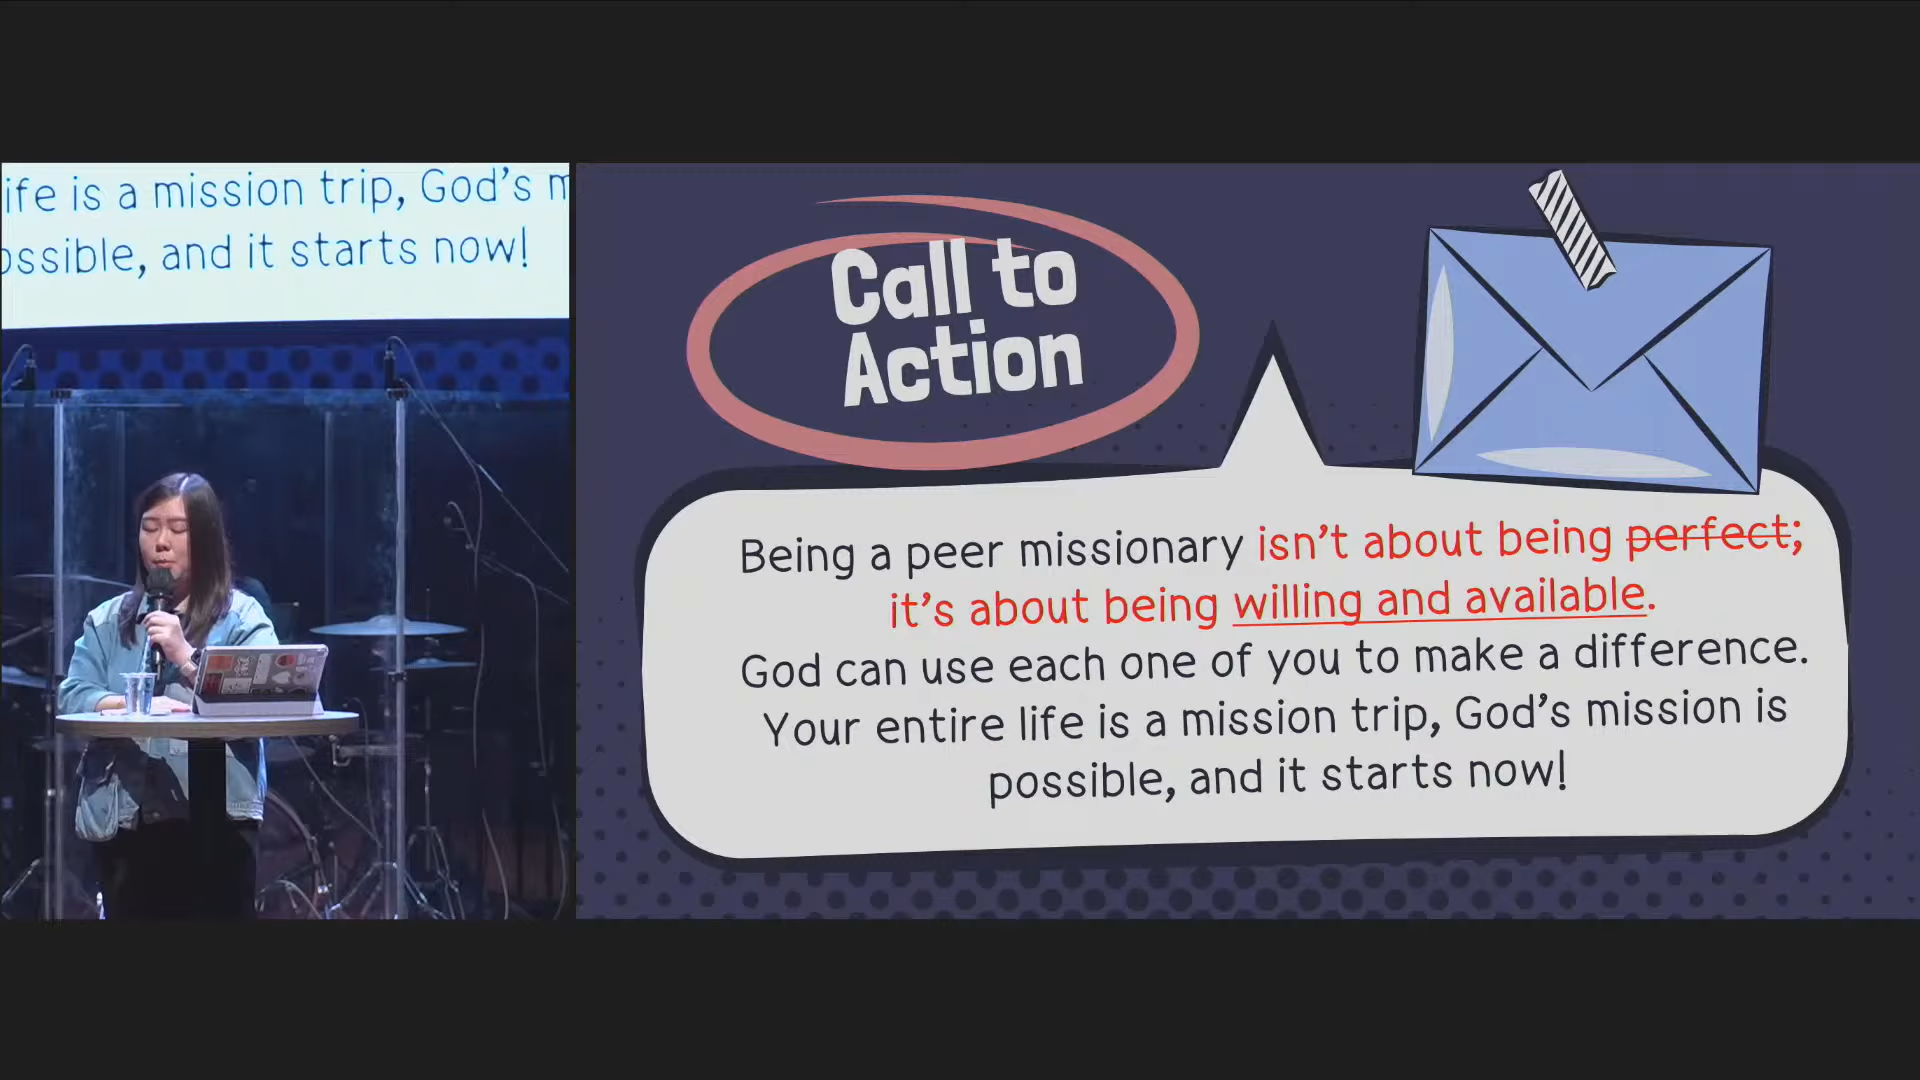 ife is a mission trip, God's m
ossible, and it starts now!
Call to
Action
Being a peer missionary isn't about being perfect;
it's about being willing and available.
God can use each one of you to make a difference.
Your entire life is a mission trip, God's mission is
possible, and it starts now!